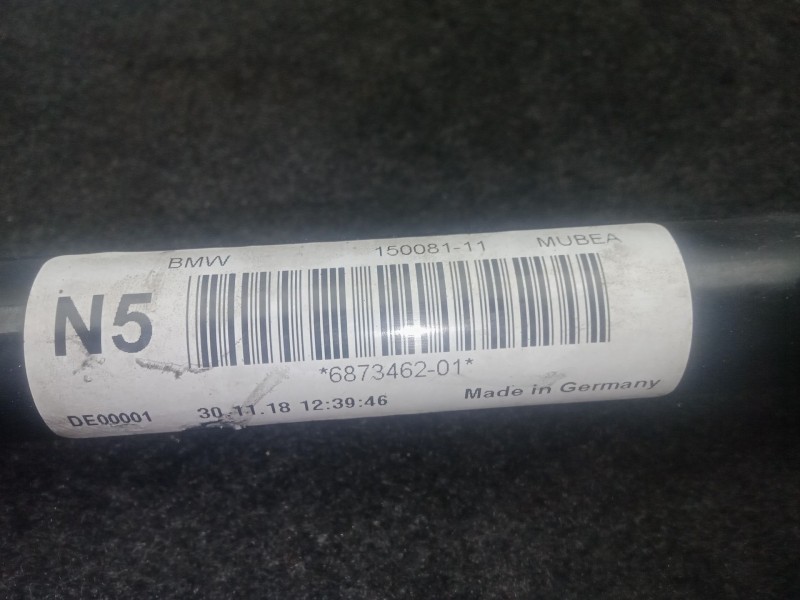 BMW 150081-11 MUBEA
N5
*6873462-01*
DE00001 30.11.18 12:39:46 Made in Germany